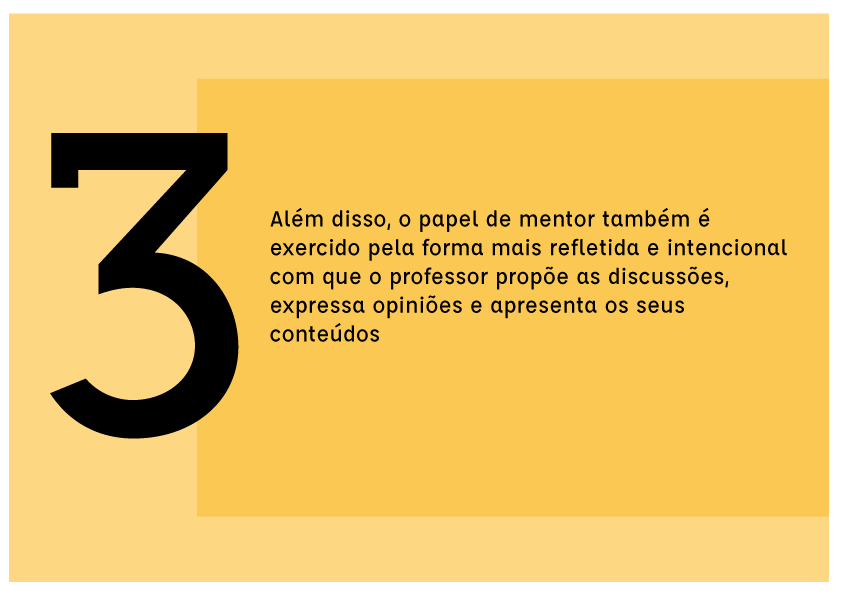 3
Além disso, o papel de mentor também é
exercido pela forma mais refletida e intencional
com que o professor propõe as discussões,
expressa opiniões e apresenta os seus
conteúdos